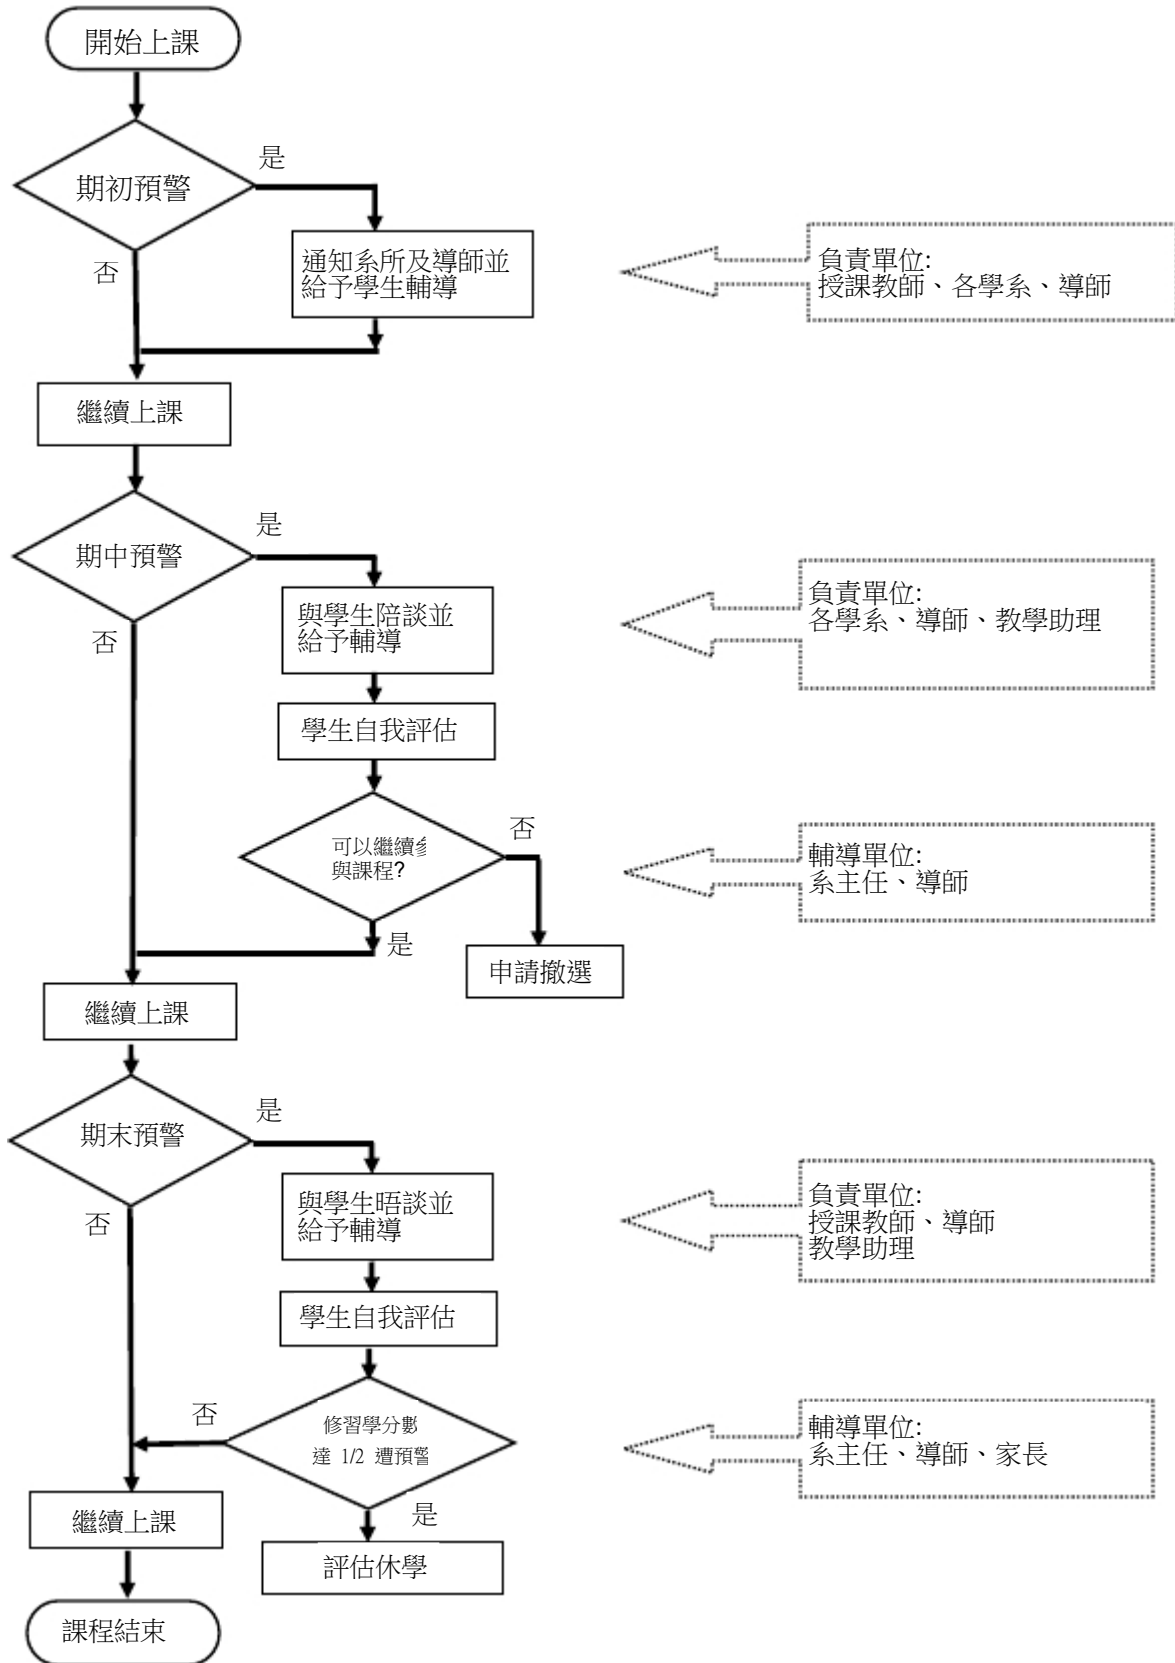 開始上課
期初預警
是
否
通知系所及導師並
給予學生輔導
負責單位:
授課教師、各學系、導師
繼續上課
期中預警
是
否
與學生陪談並
給予輔導
負責單位:
各學系、導師、教學助理
學生自我評估
可以繼續參
與課程?
否
是
輔導單位:
系主任、導師
申請撤選
繼續上課
期末預警
是
否
與學生晤談並
給予輔導
負責單位:
授課教師、導師
教學助理
學生自我評估
修習學分數
達 1/2 遭預警
否
是
輔導單位:
系主任、導師、家長
繼續上課
評估休學
課程結束